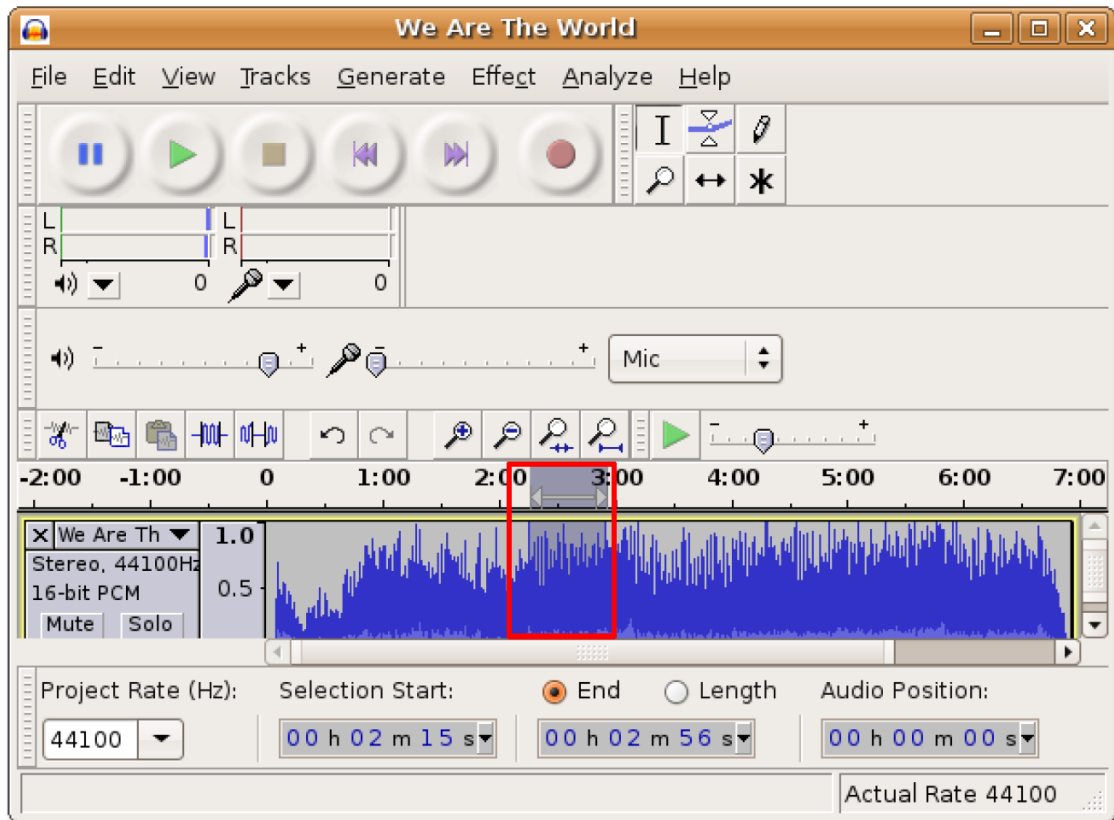 We Are The World
File Edit View Tracks Generate Effect Analyze Help
L L
R R
0 0
- + - + Mic
- +
-2:00 -1:00 0 1:00 2:00 3:00 4:00 5:00 6:00 7:00
We Are Th 1.0
Stereo, 44100Hz
16-bit PCM 0.5
Mute Solo
Project Rate (Hz): Selection Start: End Length Audio Position:
44100 00 h 02 m 15 s 00 h 02 m 56 s 00 h 00 m 00 s
Actual Rate 44100